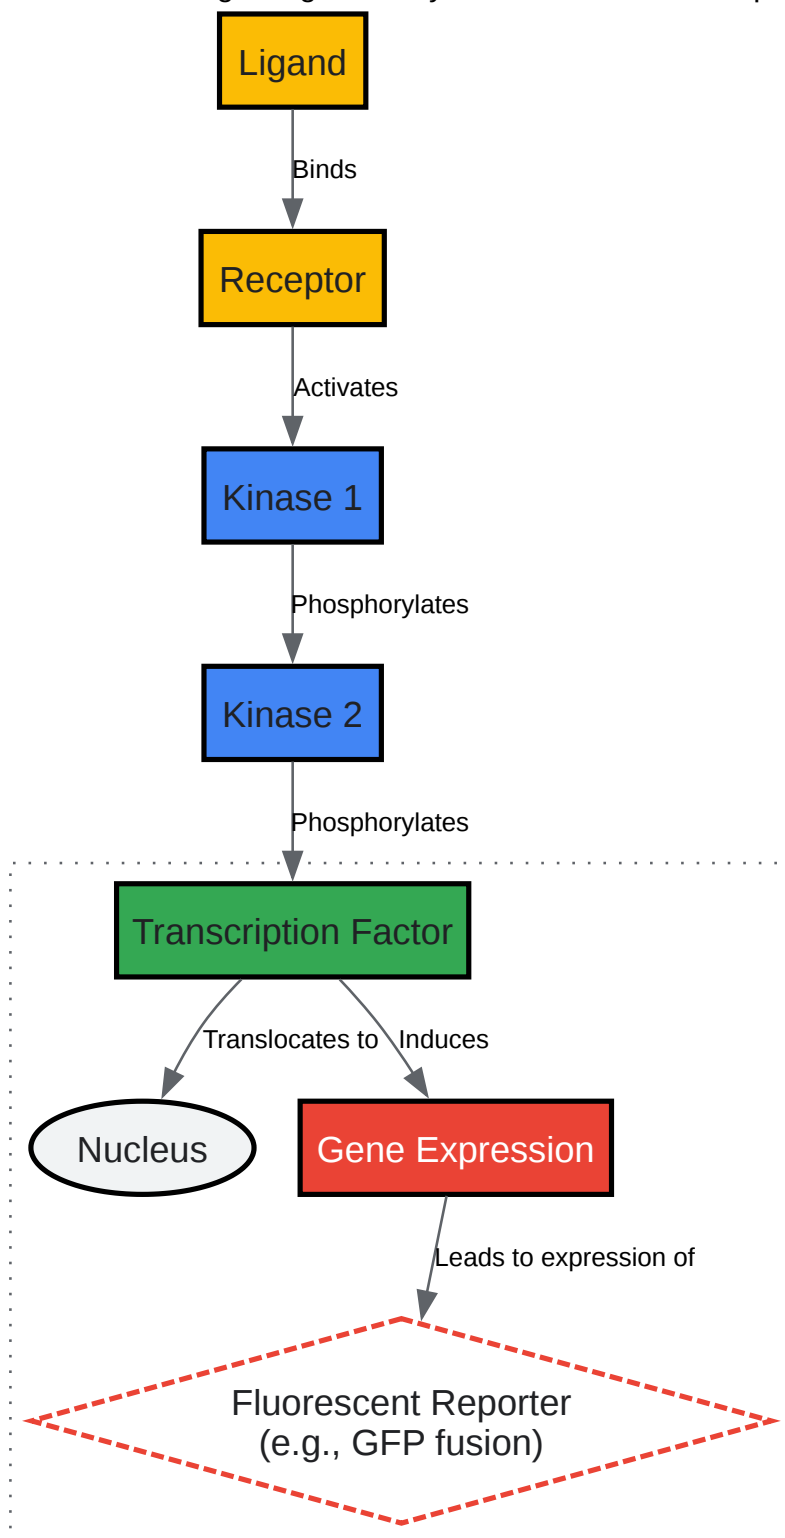 Ligand
Binds
Receptor
Activates
Kinase 1
Phosphorylates
Kinase 2
Phosphorylates
Transcription Factor
Translocates to
Induces
Nucleus
Gene Expression
Leads to expression of
Fluorescent Reporter
(e.g., GFP fusion)